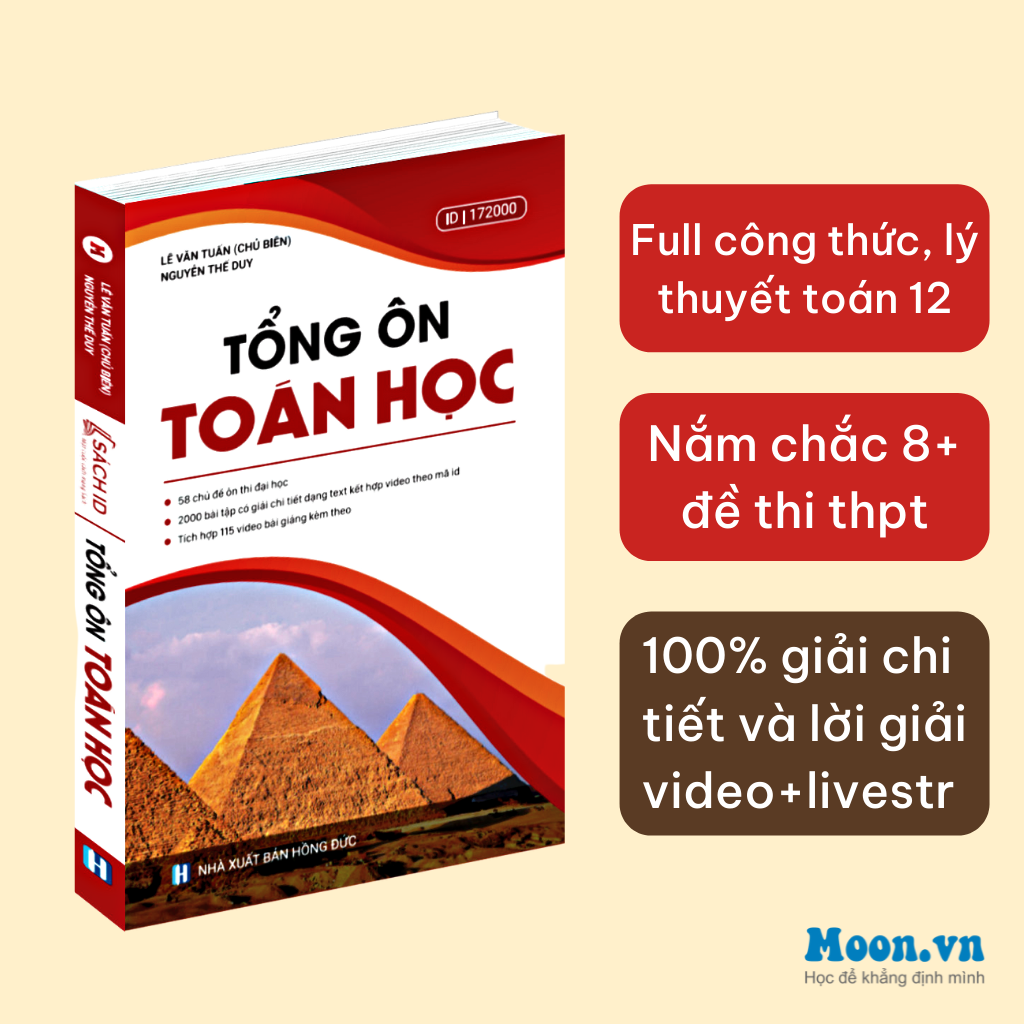 ID | 172000
LÊ VĂN TUẤN (CHỦ BIÊN)
NGUYỄN THẾ DUY
TỔNG ÔN
TOÁN HỌC
58 chủ đề ôn thi đại học
2000 bài tập có giải chi tiết dạng text kết hợp video theo mã id
Tích hợp 115 video bài giảng kèm theo
NHÀ XUẤT BẢN HỒNG ĐỨC
LÊ VĂN TUẤN (CHỦ BIÊN)
NGUYỄN THẾ DUY
SÁCH ID
TỔNG ÔN TOÁN HỌC
Full công thức, lý
thuyết toán 12
Nắm chắc 8+
đề thi thpt
100% giải chi
tiết và lời giải
video+livestr
Moon.vn
Học để khẳng định mình